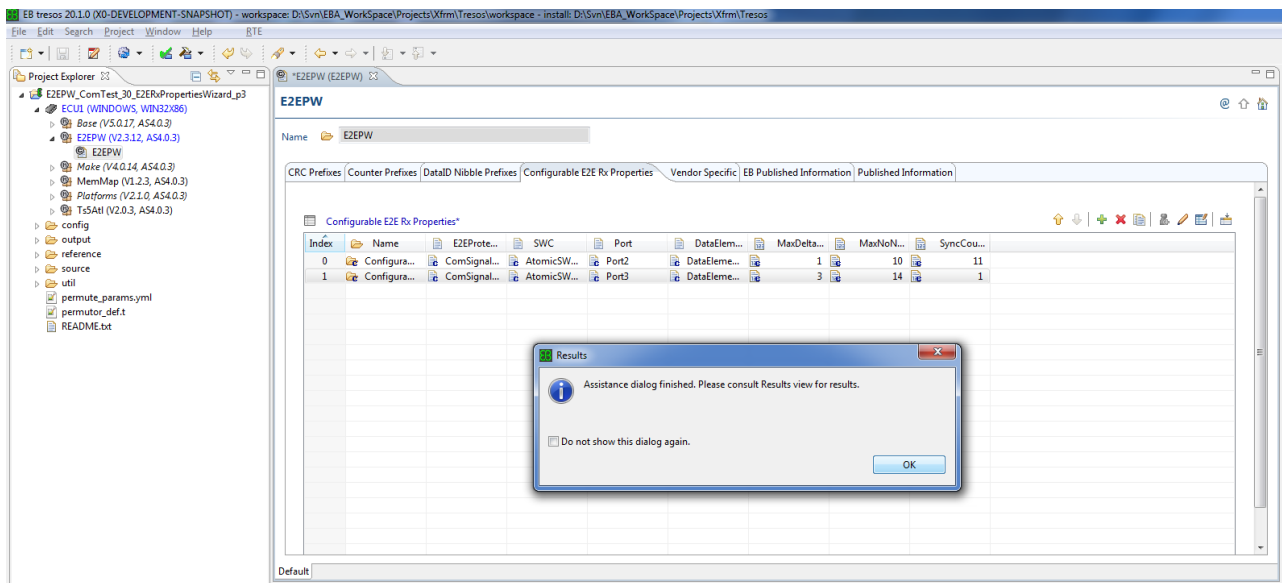 EB tresos 20.1.0 (X0-DEVELOPMENT-SNAPSHOT) - workspace: D:\Svn\EBA_WorkSpace\Projects\Xfrm\Tresos\workspace - install: D:\Svn\EBA_WorkSpace\Projects\Xfrm\Tresos
File Edit Search Project Window Help RTE
Project Explorer
E2EPW_ComTest_30_E2ERxPropertiesWizard_p3
ECU1 (WINDOWS, WIN32X86)
Base (V5.0.17, AS4.0.3)
E2EPW (V2.3.12, AS4.0.3)
E2EPW
Make (V4.0.14, AS4.0.3)
MemMap (V1.2.3, AS4.0.3)
Platforms (V2.1.0, AS4.0.3)
Ts5Atl (V2.0.3, AS4.0.3)
config
output
reference
source
util
permute_params.yml
permutor_def.t
README.txt
*E2EPW (E2EPW)
E2EPW
Name E2EPW
CRC Prefixes Counter Prefixes DataID Nibble Prefixes Configurable E2E Rx Properties Vendor Specific EB Published Information Published Information
Configurable E2E Rx Properties*
Index Name E2EProte... SWC Port DataElem... MaxDelta... MaxNoN... SyncCou...
0 Configura... ComSignal... AtomicSW... Port2 DataEleme... 1 10 11
1 Configura... ComSignal... AtomicSW... Port3 DataEleme... 3 14 1
Results
Assistance dialog finished. Please consult Results view for results.
Do not show this dialog again.
OK
Default